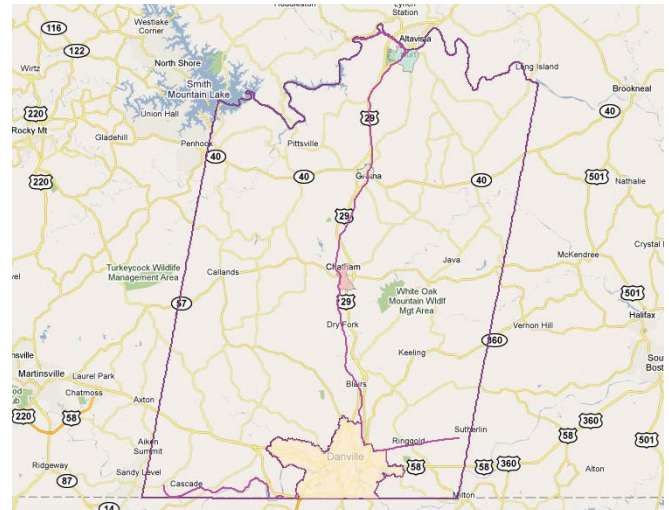 Lynch
Station
Altavista
116
Westlake
Corner
122
Wirtz
North Shore
Smith
Mountain Lake
Long Island
Brookneal
220
Union Hall
29
40
Rocky Mt
Gladehill
Penhook
Pittsville
40
40
Gretna
40
501
Nathalie
220
29
Crystal
McKendree
Turkeycock Wildlife
Management Area
Callands
Chatham
Java
White Oak
Mountain Wldlf
Mgt Area
501
57
29
Halifax
Dry Fork
Vernon Hill
360
Martinsville
Laurel Park
Keeling
Sou
Bost
Chatmoss
Blairs
Axton
220
58
360
Sutherlin
58
501
Aiken
Summit
Ringgold
Danville
Ridgeway
Sandy Level
58
58
360
Alton
87
Cascade
Milton
14